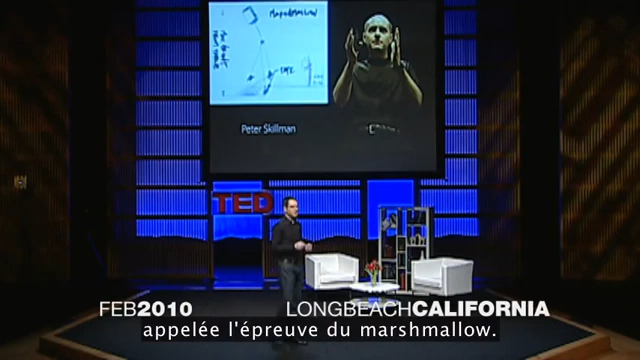 Marshmallow
Peter Skillman
TED
FEB2010
LONGBEACHCALIFORNIA
appelée l'épreuve du marshmallow.